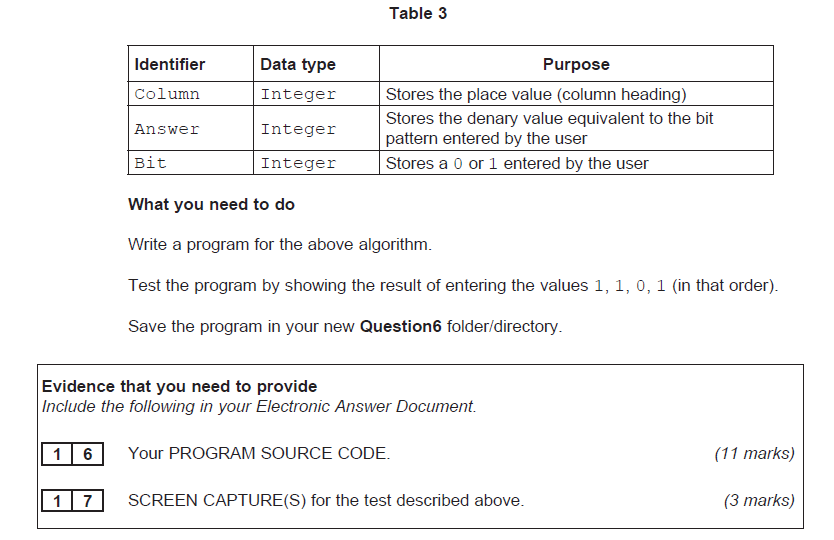 Table 3
Identifier Data type Purpose
Column Integer Stores the place value (column heading)
Answer Integer Stores the denary value equivalent to the bit
pattern entered by the user
Bit Integer Stores a 0 or 1 entered by the user
What you need to do
Write a program for the above algorithm.
Test the program by showing the result of entering the values 1, 1, 0, 1 (in that order).
Save the program in your new Question6 folder/directory.
Evidence that you need to provide
Include the following in your Electronic Answer Document.
1 6 Your PROGRAM SOURCE CODE. (11 marks)
1 7 SCREEN CAPTURE(S) for the test described above. (3 marks)